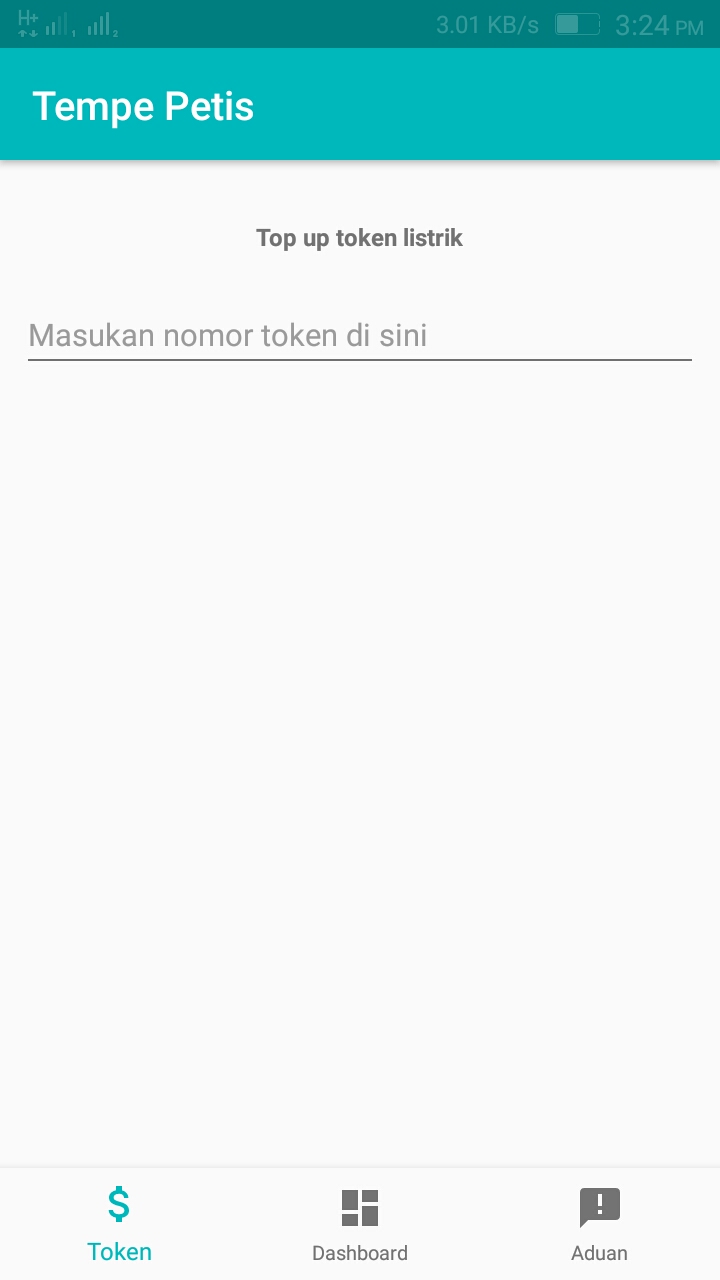 H+ 1 2 3.01 KB/s 3:24 PM
Tempe Petis
Top up token listrik
Masukan nomor token di sini
Token Dashboard Aduan